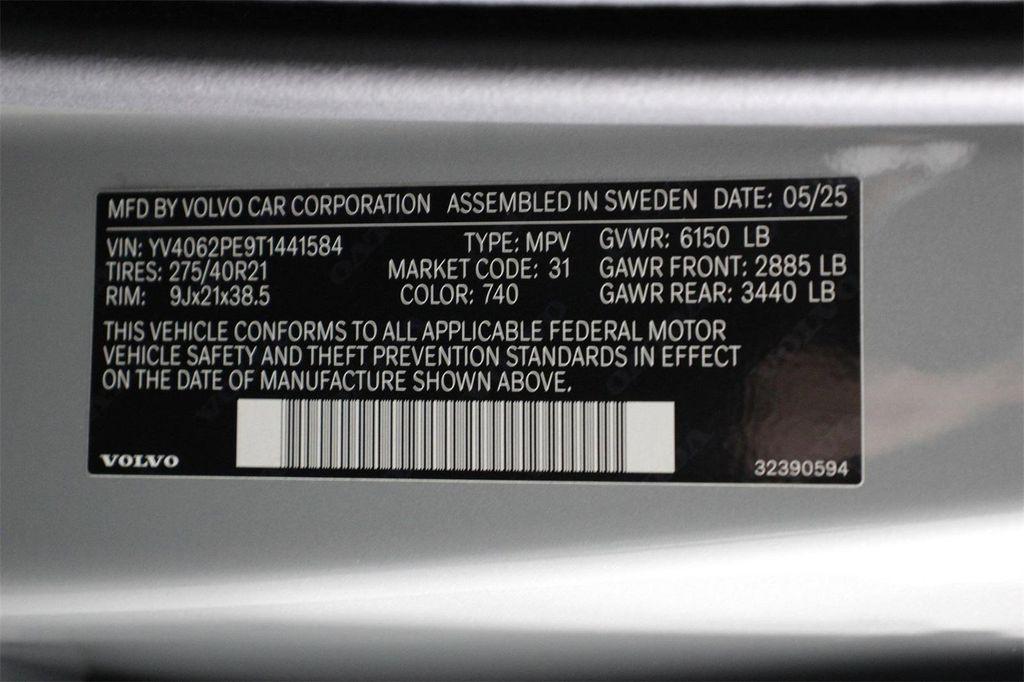 MFD BY VOLVO CAR CORPORATION ASSEMBLED IN SWEDEN DATE: 05/25
VIN: YV4062PE9T1441584 TYPE: MPV GVWR: 6150 LB
TIRES: 275/40R21 MARKET CODE: 31 GAWR FRONT: 2885 LB
RIM: 9Jx21x38.5 COLOR: 740 GAWR REAR: 3440 LB
THIS VEHICLE CONFORMS TO ALL APPLICABLE FEDERAL MOTOR
VEHICLE SAFETY AND THEFT PREVENTION STANDARDS IN EFFECT
ON THE DATE OF MANUFACTURE SHOWN ABOVE.
VOLVO 32390594